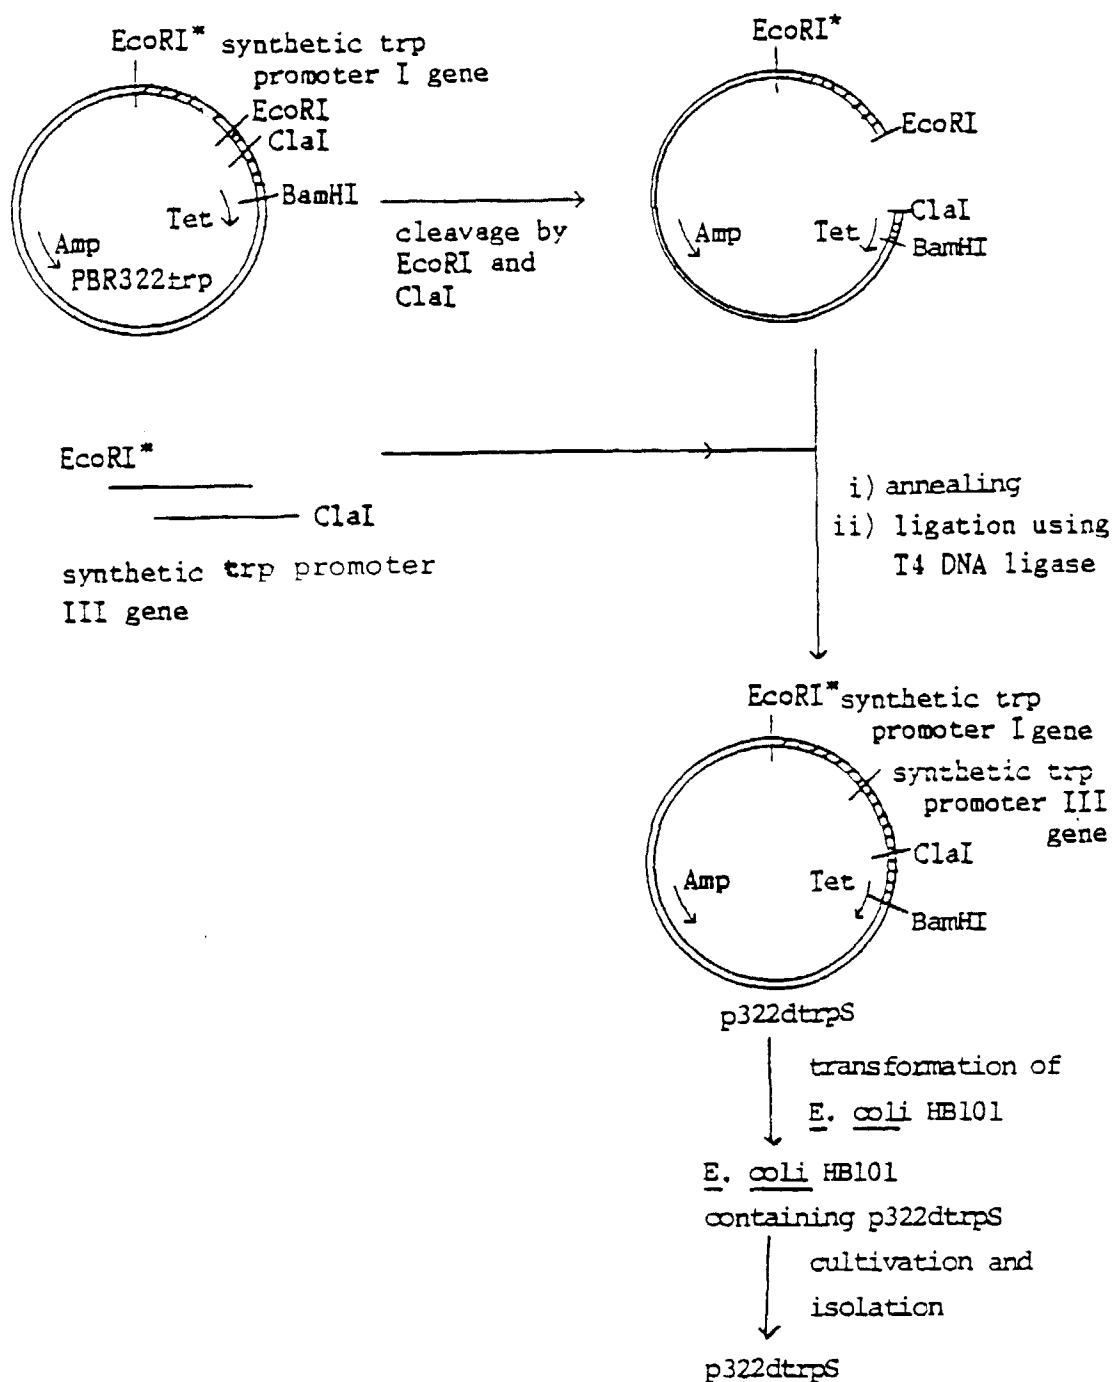 EcoRI* synthetic trp
promoter I gene
EcoRI
ClaI
BamHI
Tet
Amp
PBR322trp
cleavage by
EcoRI and
ClaI
EcoRI*
EcoRI
ClaI
BamHI
Tet
Amp
EcoRI*
ClaI
synthetic trp promoter
III gene
i) annealing
ii) ligation using
T4 DNA ligase
EcoRI* synthetic trp
promoter I gene
synthetic trp
promoter III
gene
ClaI
BamHI
Tet
Amp
p322dtrpS
transformation of
E. coli HB101
E. coli HB101
containing p322dtrpS
cultivation and
isolation
p322dtrpS